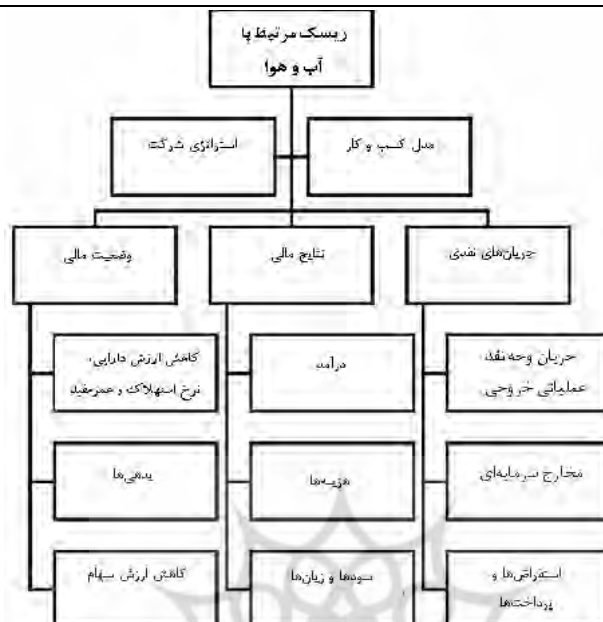 ریسک مرتبط با
آب و هوا
مدل کسب و کار
استراتژی شرکت
جریان‌های نقدی
نتایج مالی
وضعیت مالی
جریان وجه نقد
عملیاتی خروجی
درآمد
کاهش ارزش دارایی،
نرخ استهلاک و عمر مفید
مخارج سرمایه‌ای
هزینه‌ها
بدهی‌ها
استقراض‌ها و
پرداخت‌ها
سودها و زیان‌ها
کاهش ارزش سهام